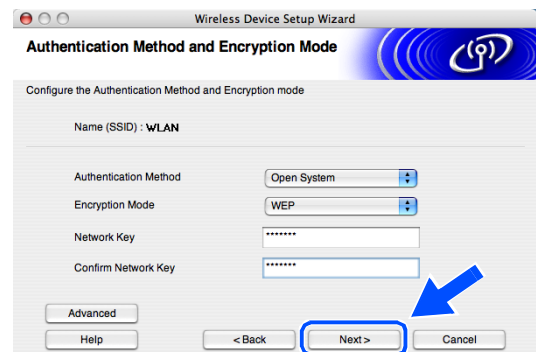 Wireless Device Setup Wizard
Authentication Method and Encryption Mode
Configure the Authentication Method and Encryption mode
Name (SSID) : WLAN
Authentication Method Open System
Encryption Mode WEP
Network Key *******
Confirm Network Key *******
Advanced
Help < Back Next > Cancel